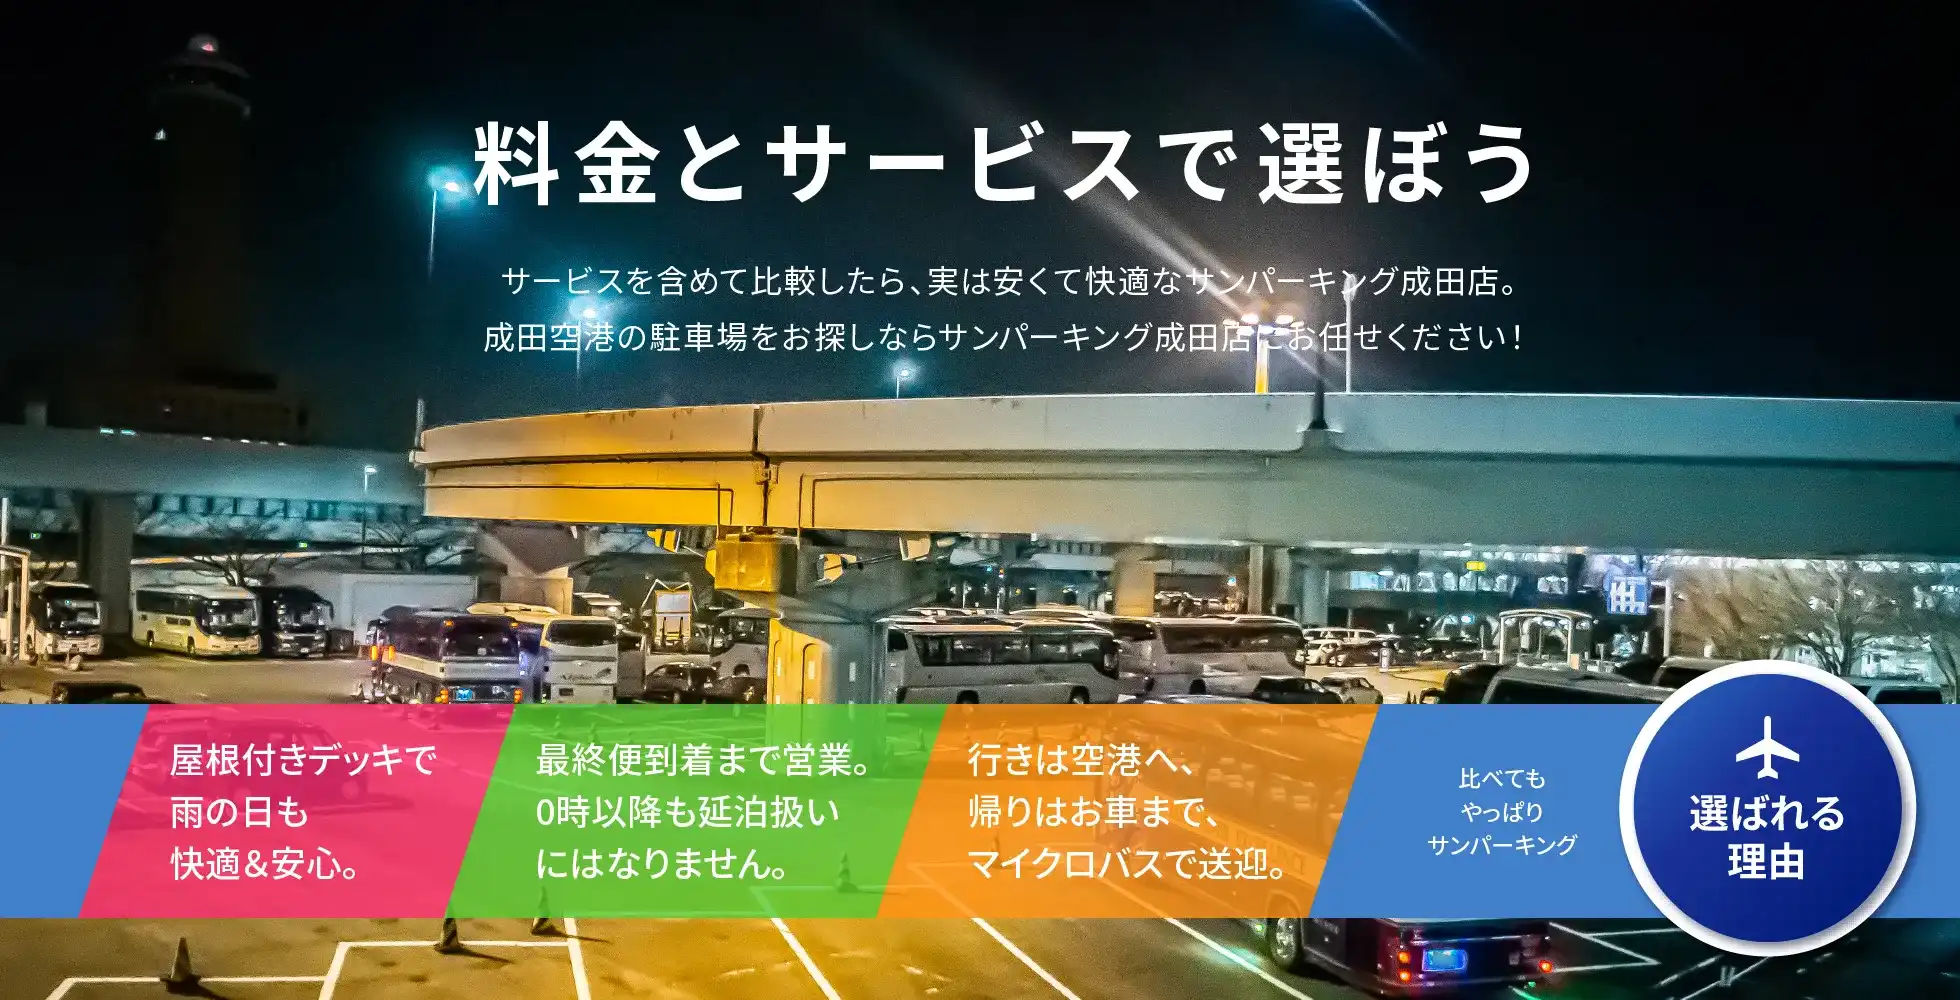 料金とサービスで選ぼう
サービスを含めて比較したら、実は安くて快適なサンパーキング成田店。
成田空港の駐車場をお探しならサンパーキング成田店にお任せください！
屋根付きデッキで
雨の日も
快適&安心。
最終便到着まで営業。
0時以降も延泊扱い
にはなりません。
行きは空港へ、
帰りはお車まで、
マイクロバスで送迎。
比べても
やっぱり
サンパーキング
選ばれる
理由